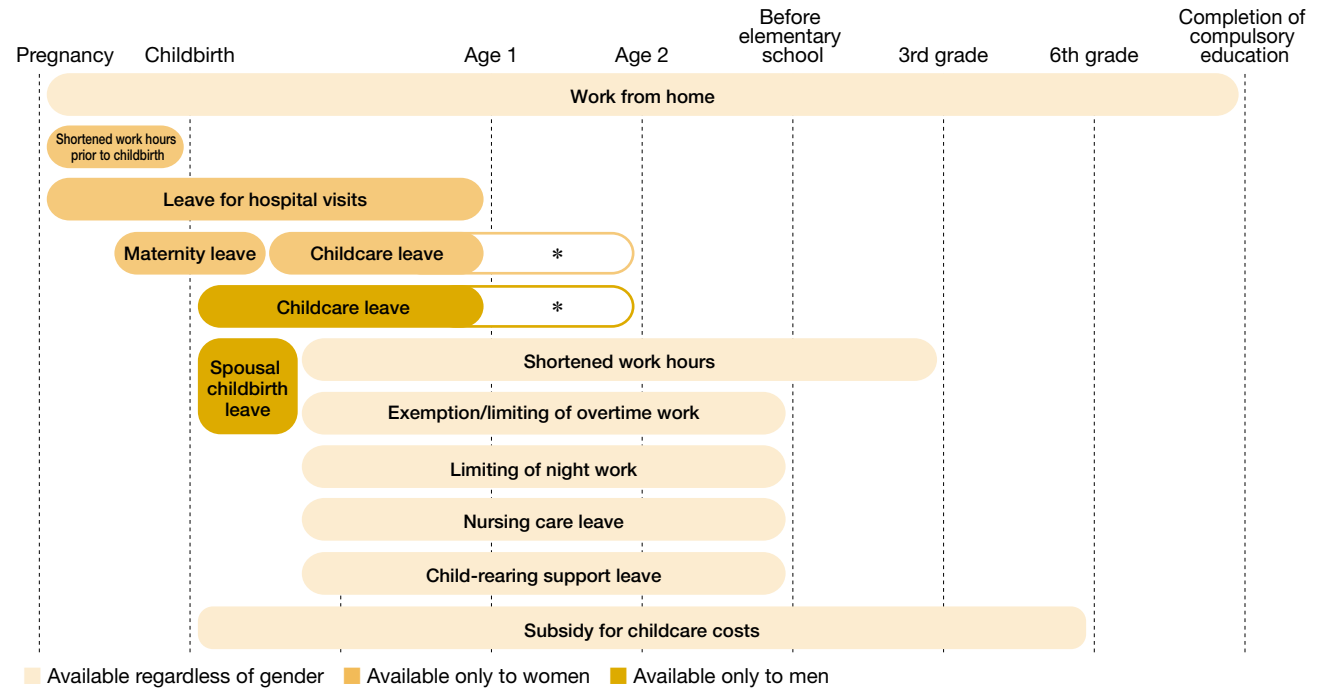 Pregnancy
Childbirth
Age 1
Age 2
Before
elementary
school
3rd grade
6th grade
Completion of
compulsory
education
Work from home
Shortened work hours
prior to childbirth
Leave for hospital visits
Maternity leave
Childcare leave
*
Childcare leave
*
Spousal
childbirth
leave
Shortened work hours
Exemption/limiting of overtime work
Limiting of night work
Nursing care leave
Child-rearing support leave
Subsidy for childcare costs
Available regardless of gender
Available only to women
Available only to men